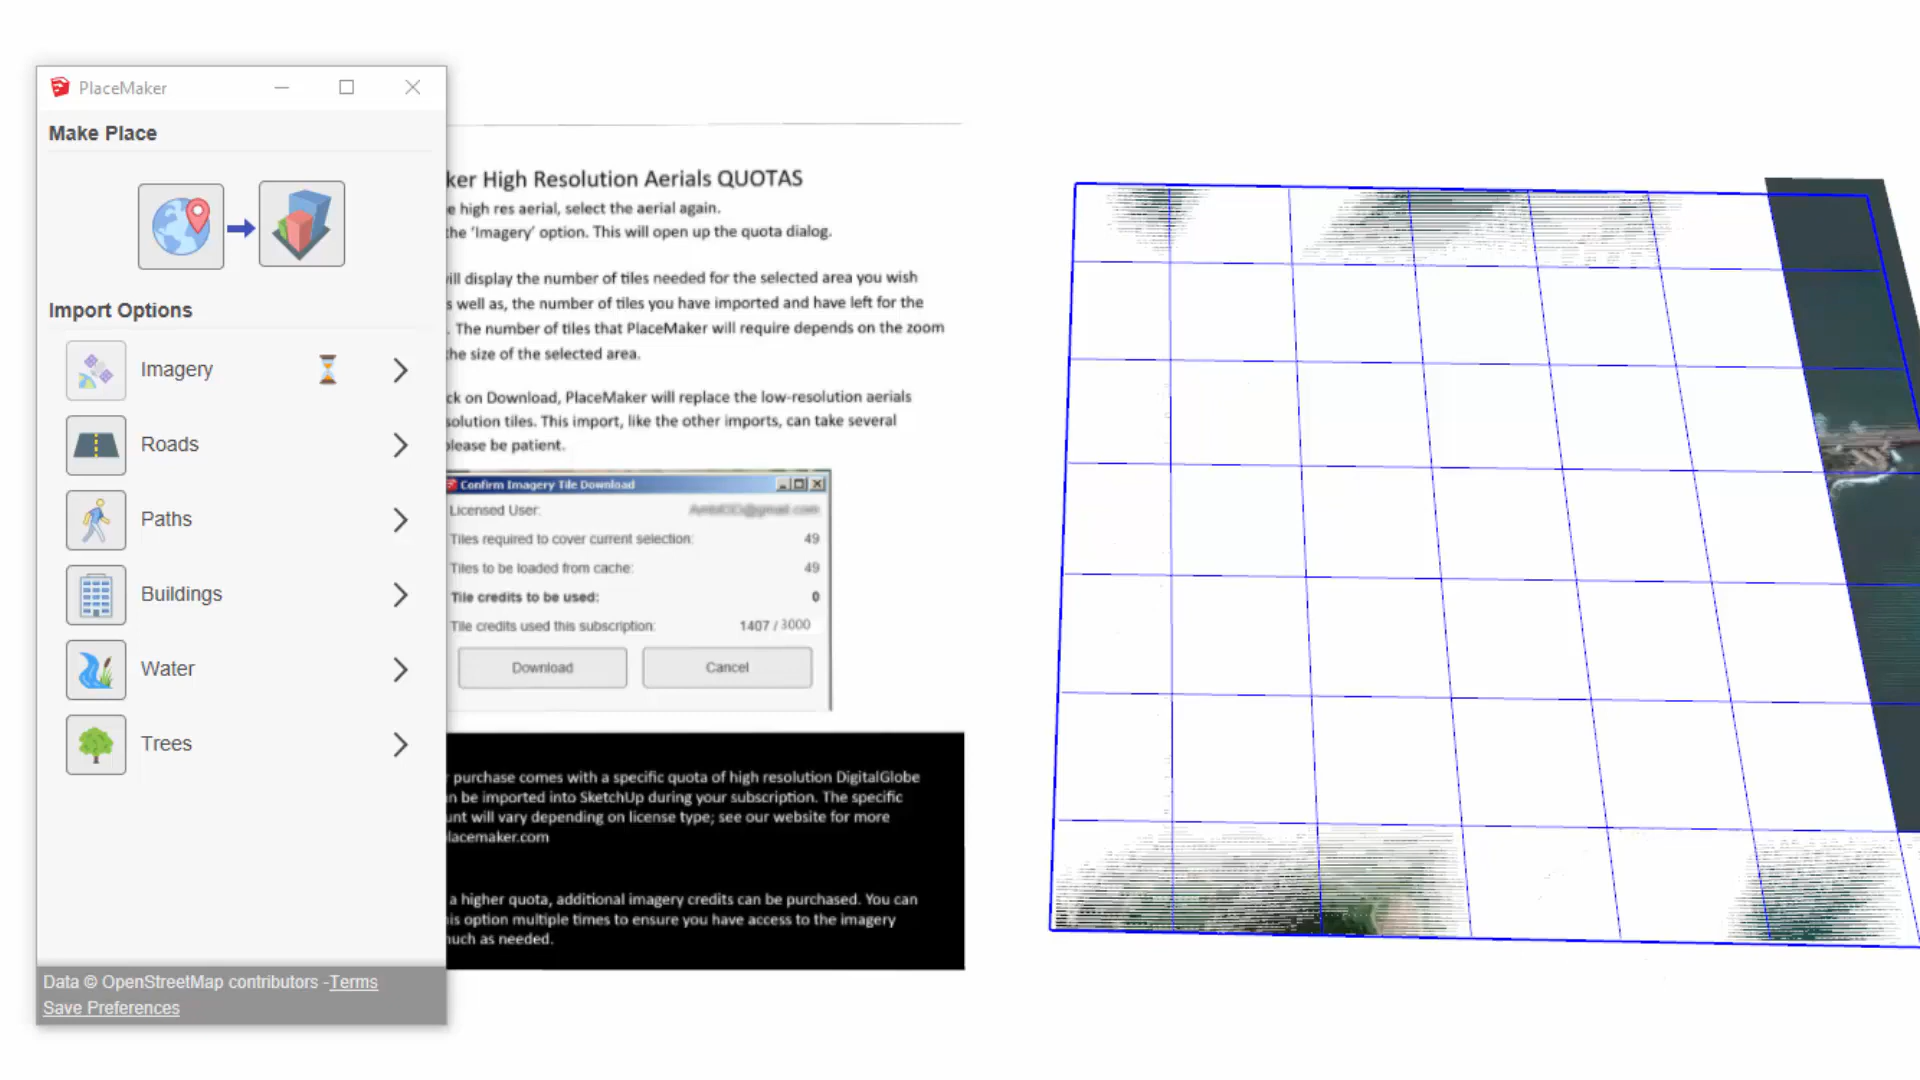 PlaceMaker
Make Place
Import Options
Imagery
Roads
Paths
Buildings
Water
Trees
Data © OpenStreetMap contributors -Terms
Save Preferences
ker High Resolution Aerials QUOTAS
e high res aerial, select the aerial again.
the 'Imagery' option. This will open up the quota dialog.
ill display the number of tiles needed for the selected area you wish
s well as, the number of tiles you have imported and have left for the
. The number of tiles that PlaceMaker will require depends on the zoom
the size of the selected area.
ck on Download, PlaceMaker will replace the low-resolution aerials
solution tiles. This import, like the other imports, can take several
please be patient.
Confirm Imagery Tile Download
Licensed User:
Tiles required to cover current selection: 49
Tiles to be loaded from cache: 49
Tile credits to be used: 0
Tile credits used this subscription: 1407 / 3000
Download Cancel
r purchase comes with a specific quota of high resolution DigitalGlobe
n be imported into SketchUp during your subscription. The specific
unt will vary depending on license type; see our website for more
lacemaker.com
a higher quota, additional imagery credits can be purchased. You can
is option multiple times to ensure you have access to the imagery
much as needed.